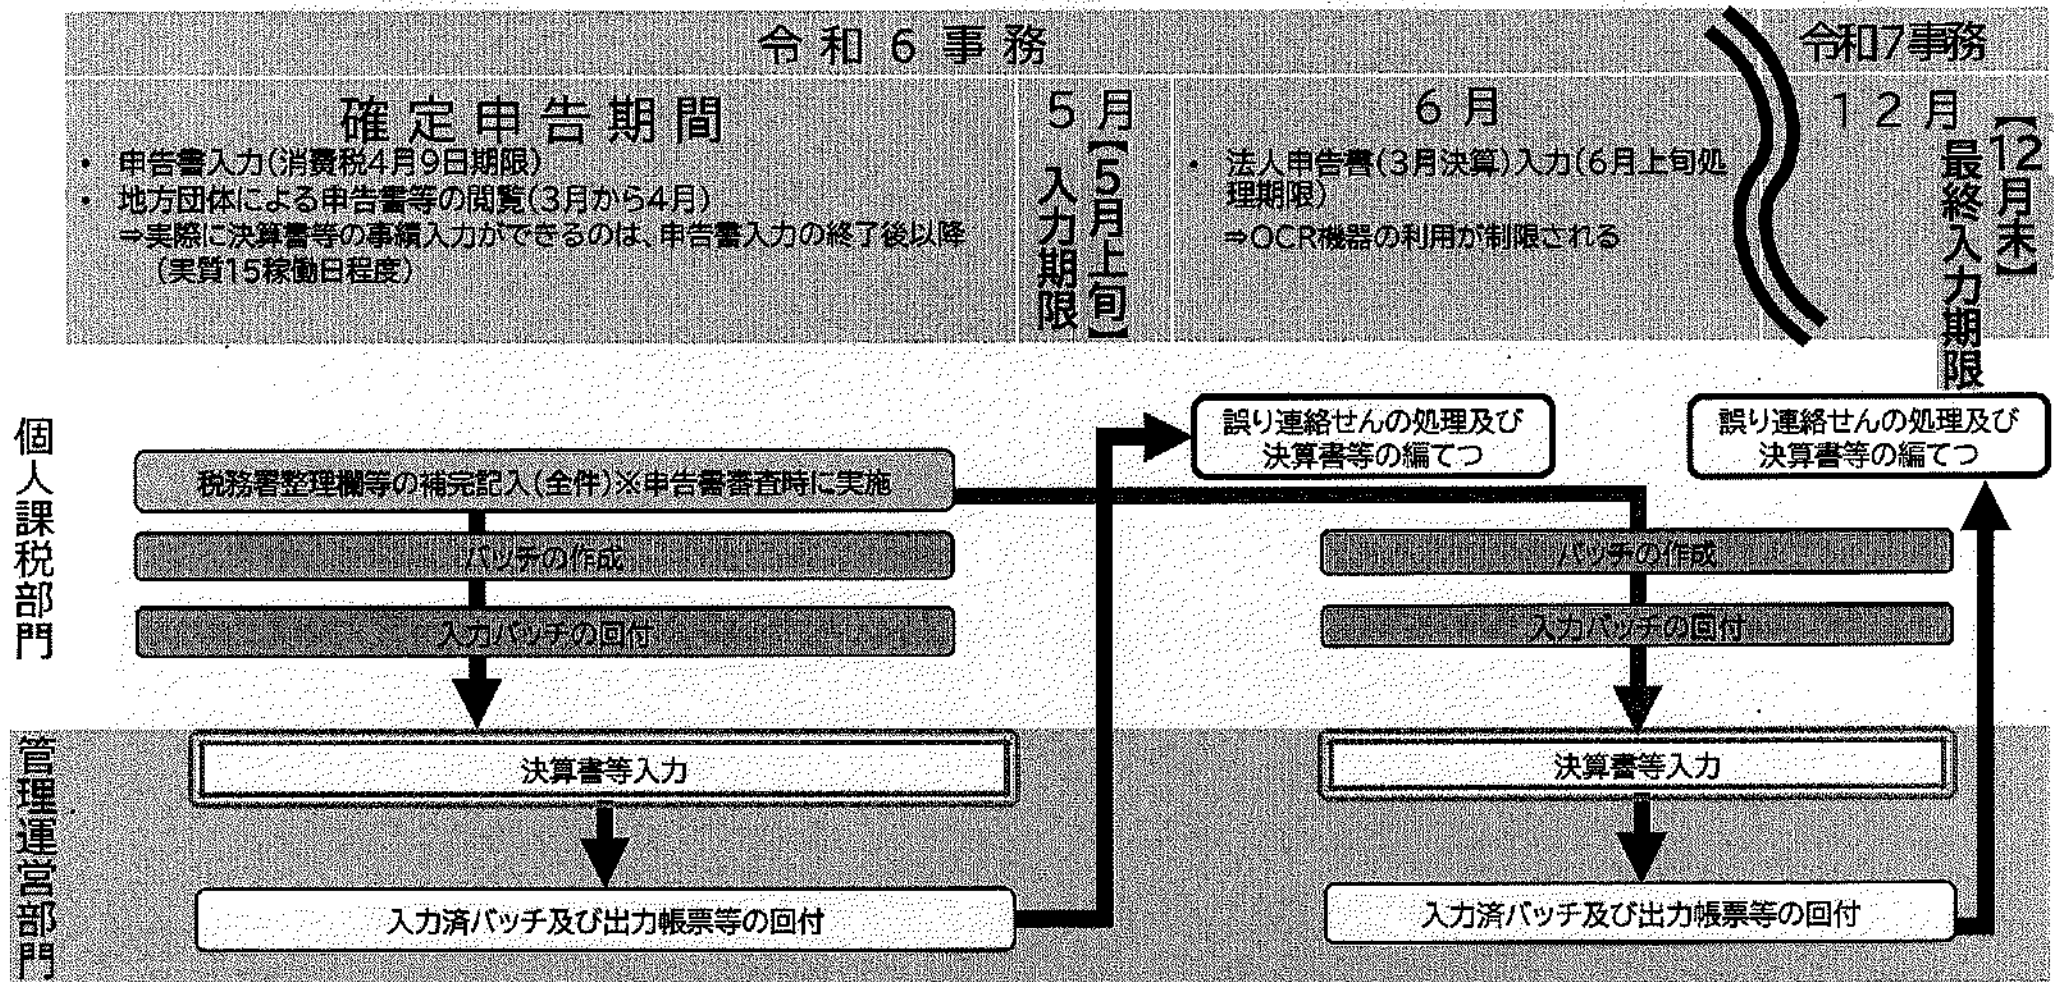 令和6事務
令和7事務
確定申告期間
・ 申告書入力(消費税4月9日期限)
・ 地方団体による申告書等の閲覧(3月から4月)
⇒実際に決算書等の事績入力ができるのは、申告書入力の終了後以降
(実質15稼働日程度)
5月
【5月上旬】
入力期限
6月
・ 法人申告書(3月決算)入力(6月上旬処
理期限)
⇒OCR機器の利用が制限される
12月
【12月末】
最終入力期限
個人課税部門
税務署整理欄等の補完記入(全件)※申告書審査時に実施
バッチの作成
入力バッチの回付
誤り連絡せんの処理及び
決算書等の編てつ
誤り連絡せんの処理及び
決算書等の編てつ
バッチの作成
入力バッチの回付
管理運営部門
決算書等入力
入力済バッチ及び出力帳票等の回付
決算書等入力
入力済バッチ及び出力帳票等の回付